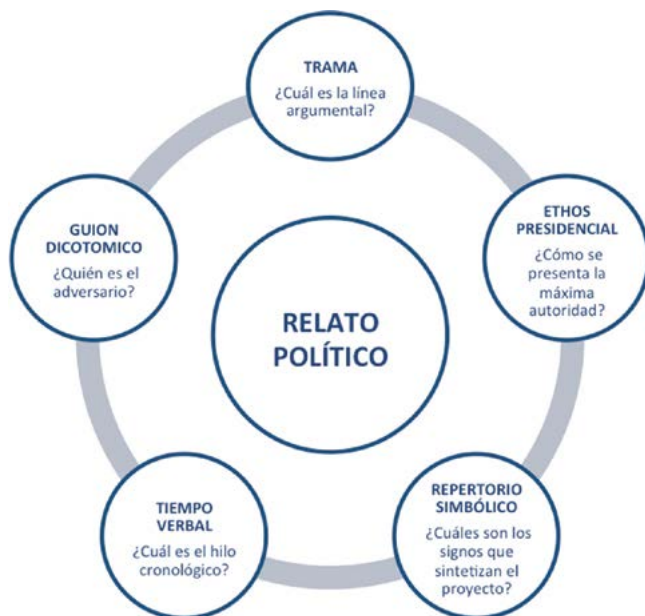 TRAMA
¿Cuál es la línea
argumental?
ETHOS
PRESIDENCIAL
¿Cómo se
presenta la
máxima
autoridad?
REPERTORIO
SIMBÓLICO
¿Cuáles son los
signos que
sintetizan el
proyecto?
TIEMPO
VERBAL
¿Cuál es el hilo
cronológico?
GUION
DICOTOMICO
¿Quién es el
adversario?
RELATO
POLÍTICO